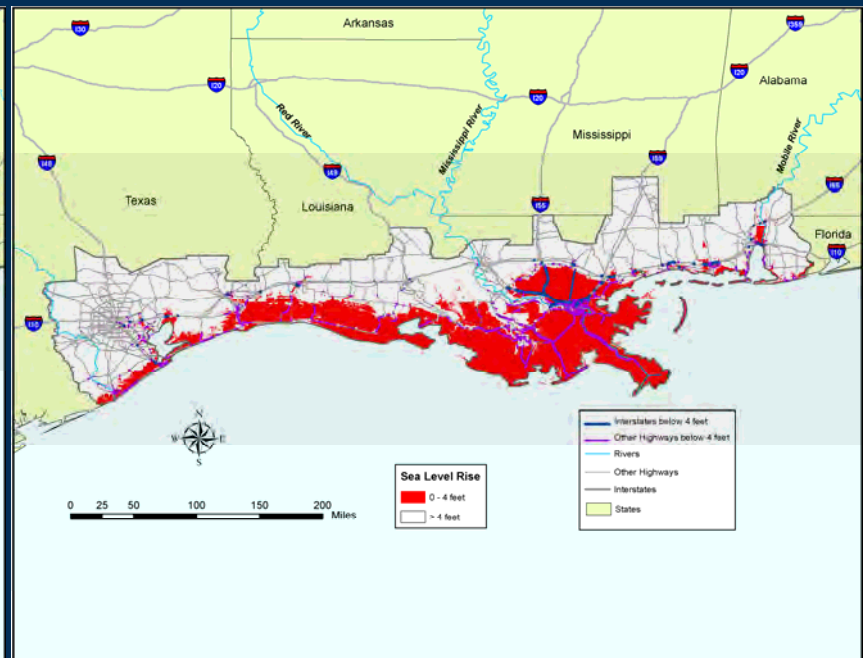 Arkansas
I30
I359
I20
I20
I20
Alabama
Red River
Mississippi River
Mississippi
Mobile River
I49
I59
I65
Texas
Louisiana
I55
Florida
I10
I10
N
W E
S
Interstates below 4 feet
Other Highways below 4 feet
Rivers
Other Highways
Interstates
States
Sea Level Rise
0 - 4 feet
> 4 feet
0 25 50 100 150 200
Miles